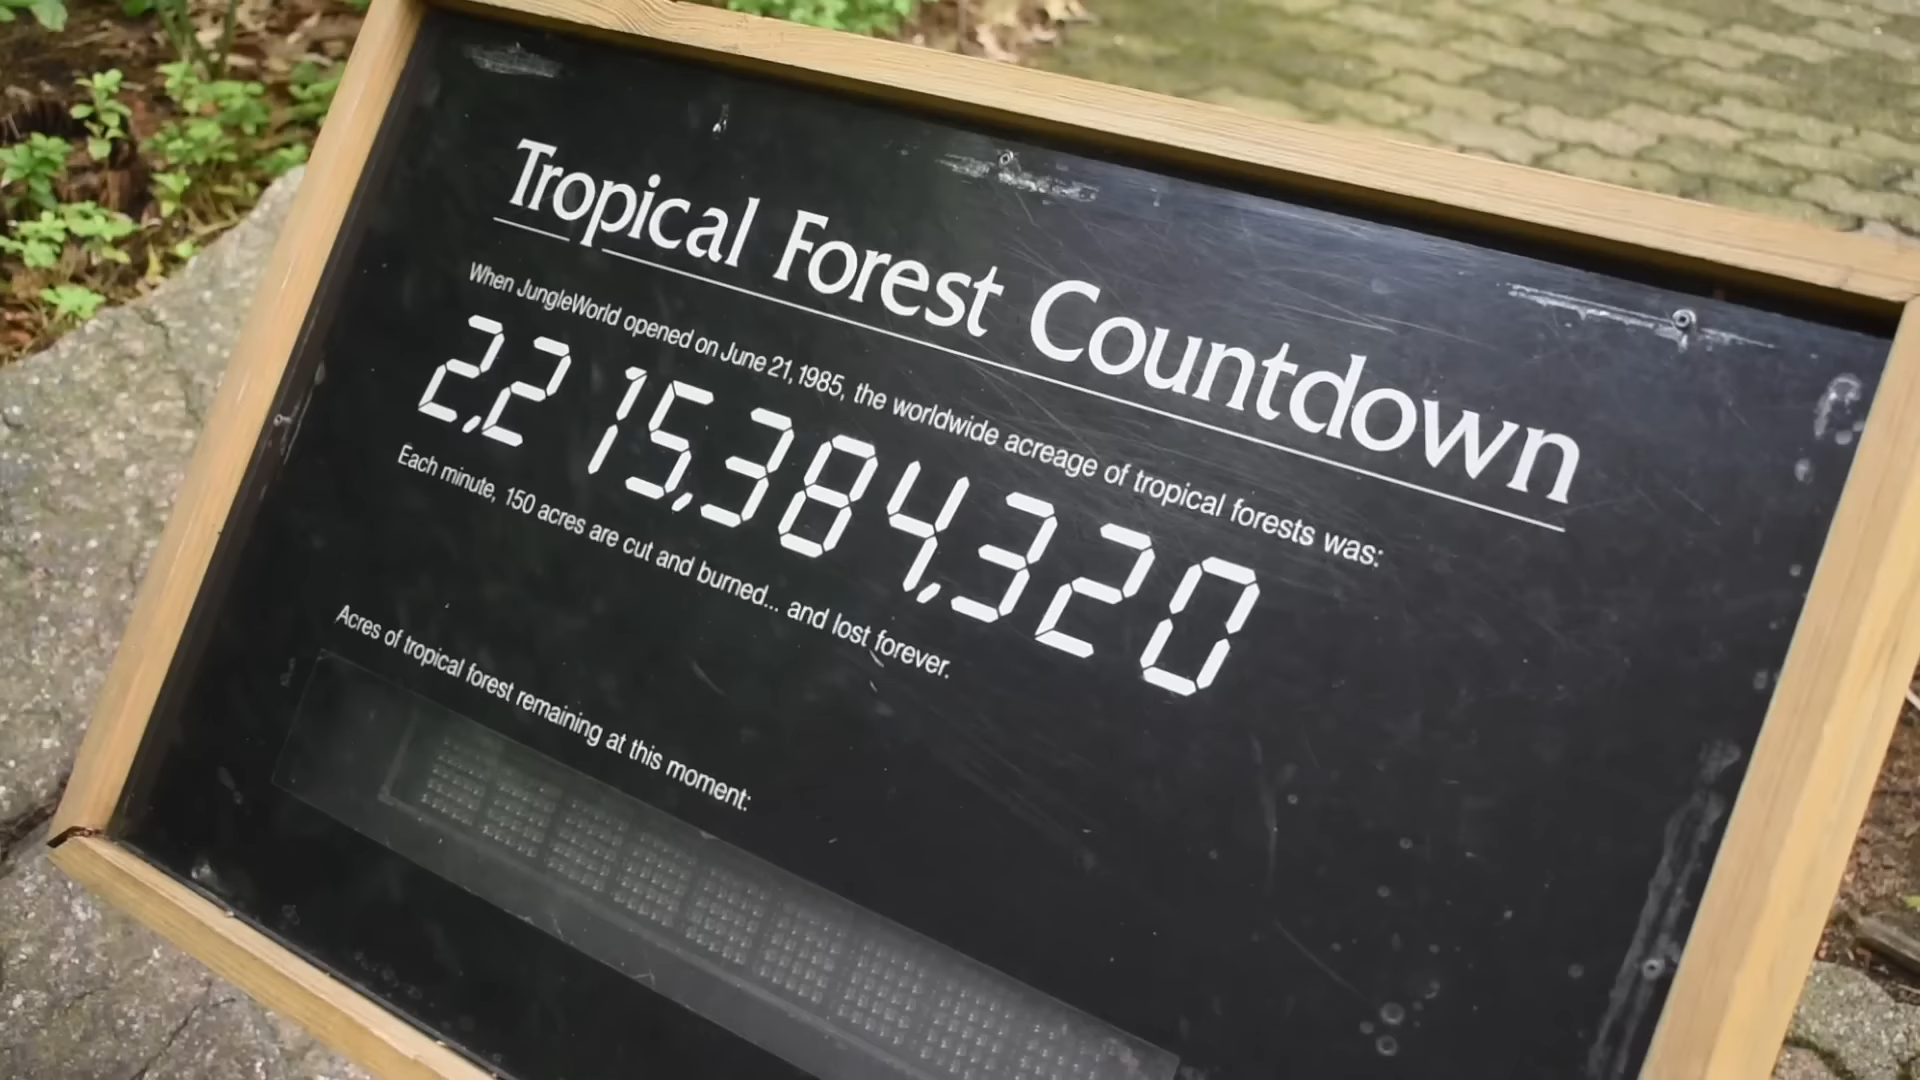 Tropical Forest Countdown
When JungleWorld opened on June 21, 1985, the worldwide acreage of tropical forests was:
2,215,384,320
Each minute, 150 acres are cut and burned... and lost forever.
Acres of tropical forest remaining at this moment: